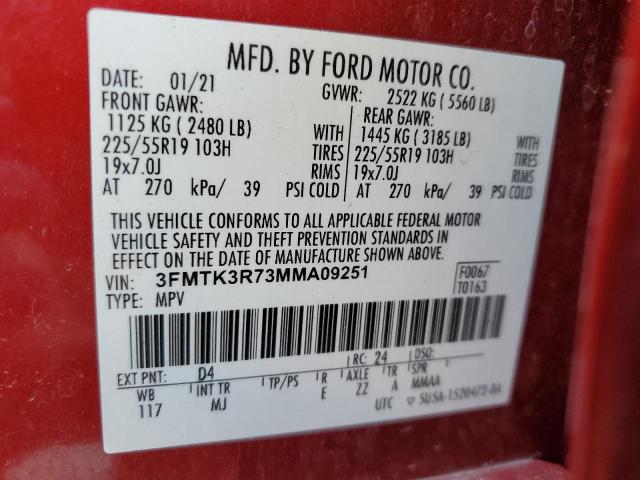 MFD. BY FORD MOTOR CO.
DATE: 01/21 GVWR: 2522 KG ( 5560 LB)
FRONT GAWR: REAR GAWR:
1125 KG ( 2480 LB) WITH 1445 KG ( 3185 LB) WITH
225/55R19 103H TIRES 225/55R19 103H TIRES
19x7.0J RIMS 19x7.0J RIMS
AT 270 kPa/ 39 PSI COLD AT 270 kPa/ 39 PSI COLD
THIS VEHICLE CONFORMS TO ALL APPLICABLE FEDERAL MOTOR
VEHICLE SAFETY AND THEFT PREVENTION STANDARDS IN
EFFECT ON THE DATE OF MANUFACTURE SHOWN ABOVE.
VIN: 3FMTK3R73MMA09251 F0067
TYPE: MPV T0163
EXT PNT: D4 RC: 24 DSO:
WB INT TR TP/PS R AXLE TR SPR
117 MJ E ZZ A MMAA
UTC ▽ 5U5A-1520472-BA